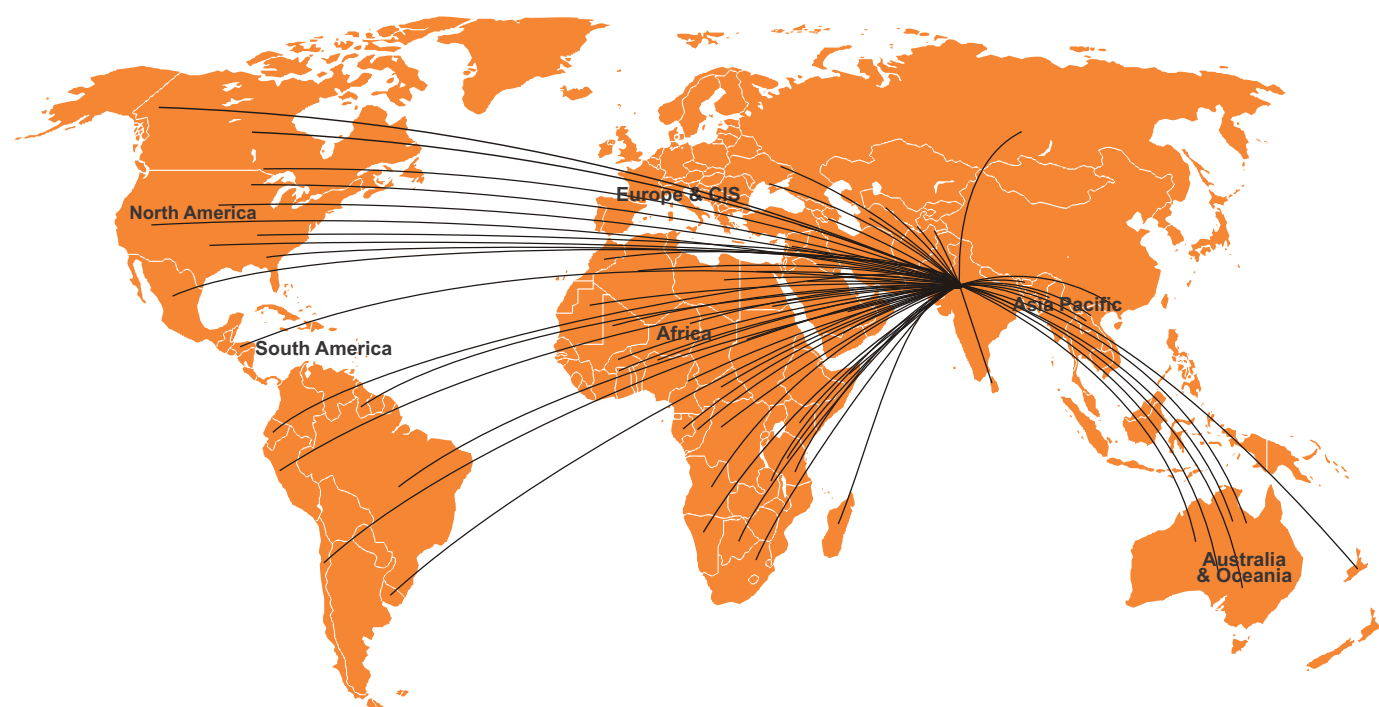 Europe & CIS
North America
Asia Pacific
Africa
South America
Australia
& Oceania